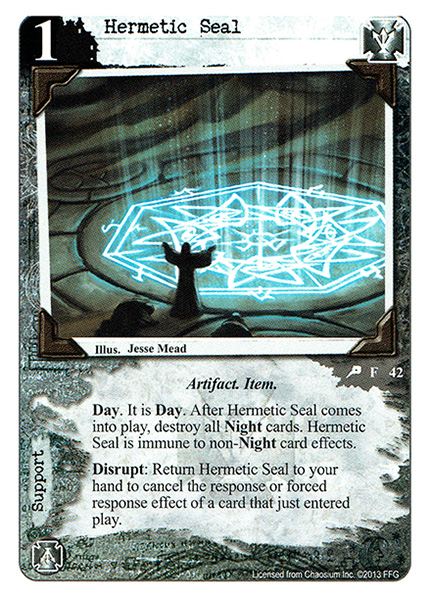 1
Hermetic Seal
Illus. Jesse Mead
F 42
Artifact. Item.
Day. It is Day. After Hermetic Seal comes
into play, destroy all Night cards. Hermetic
Seal is immune to non-Night card effects.
Disrupt: Return Hermetic Seal to your
hand to cancel the response or forced
response effect of a card that just entered
play.
Support
Licensed from Chaosium Inc. ©2013 FFG